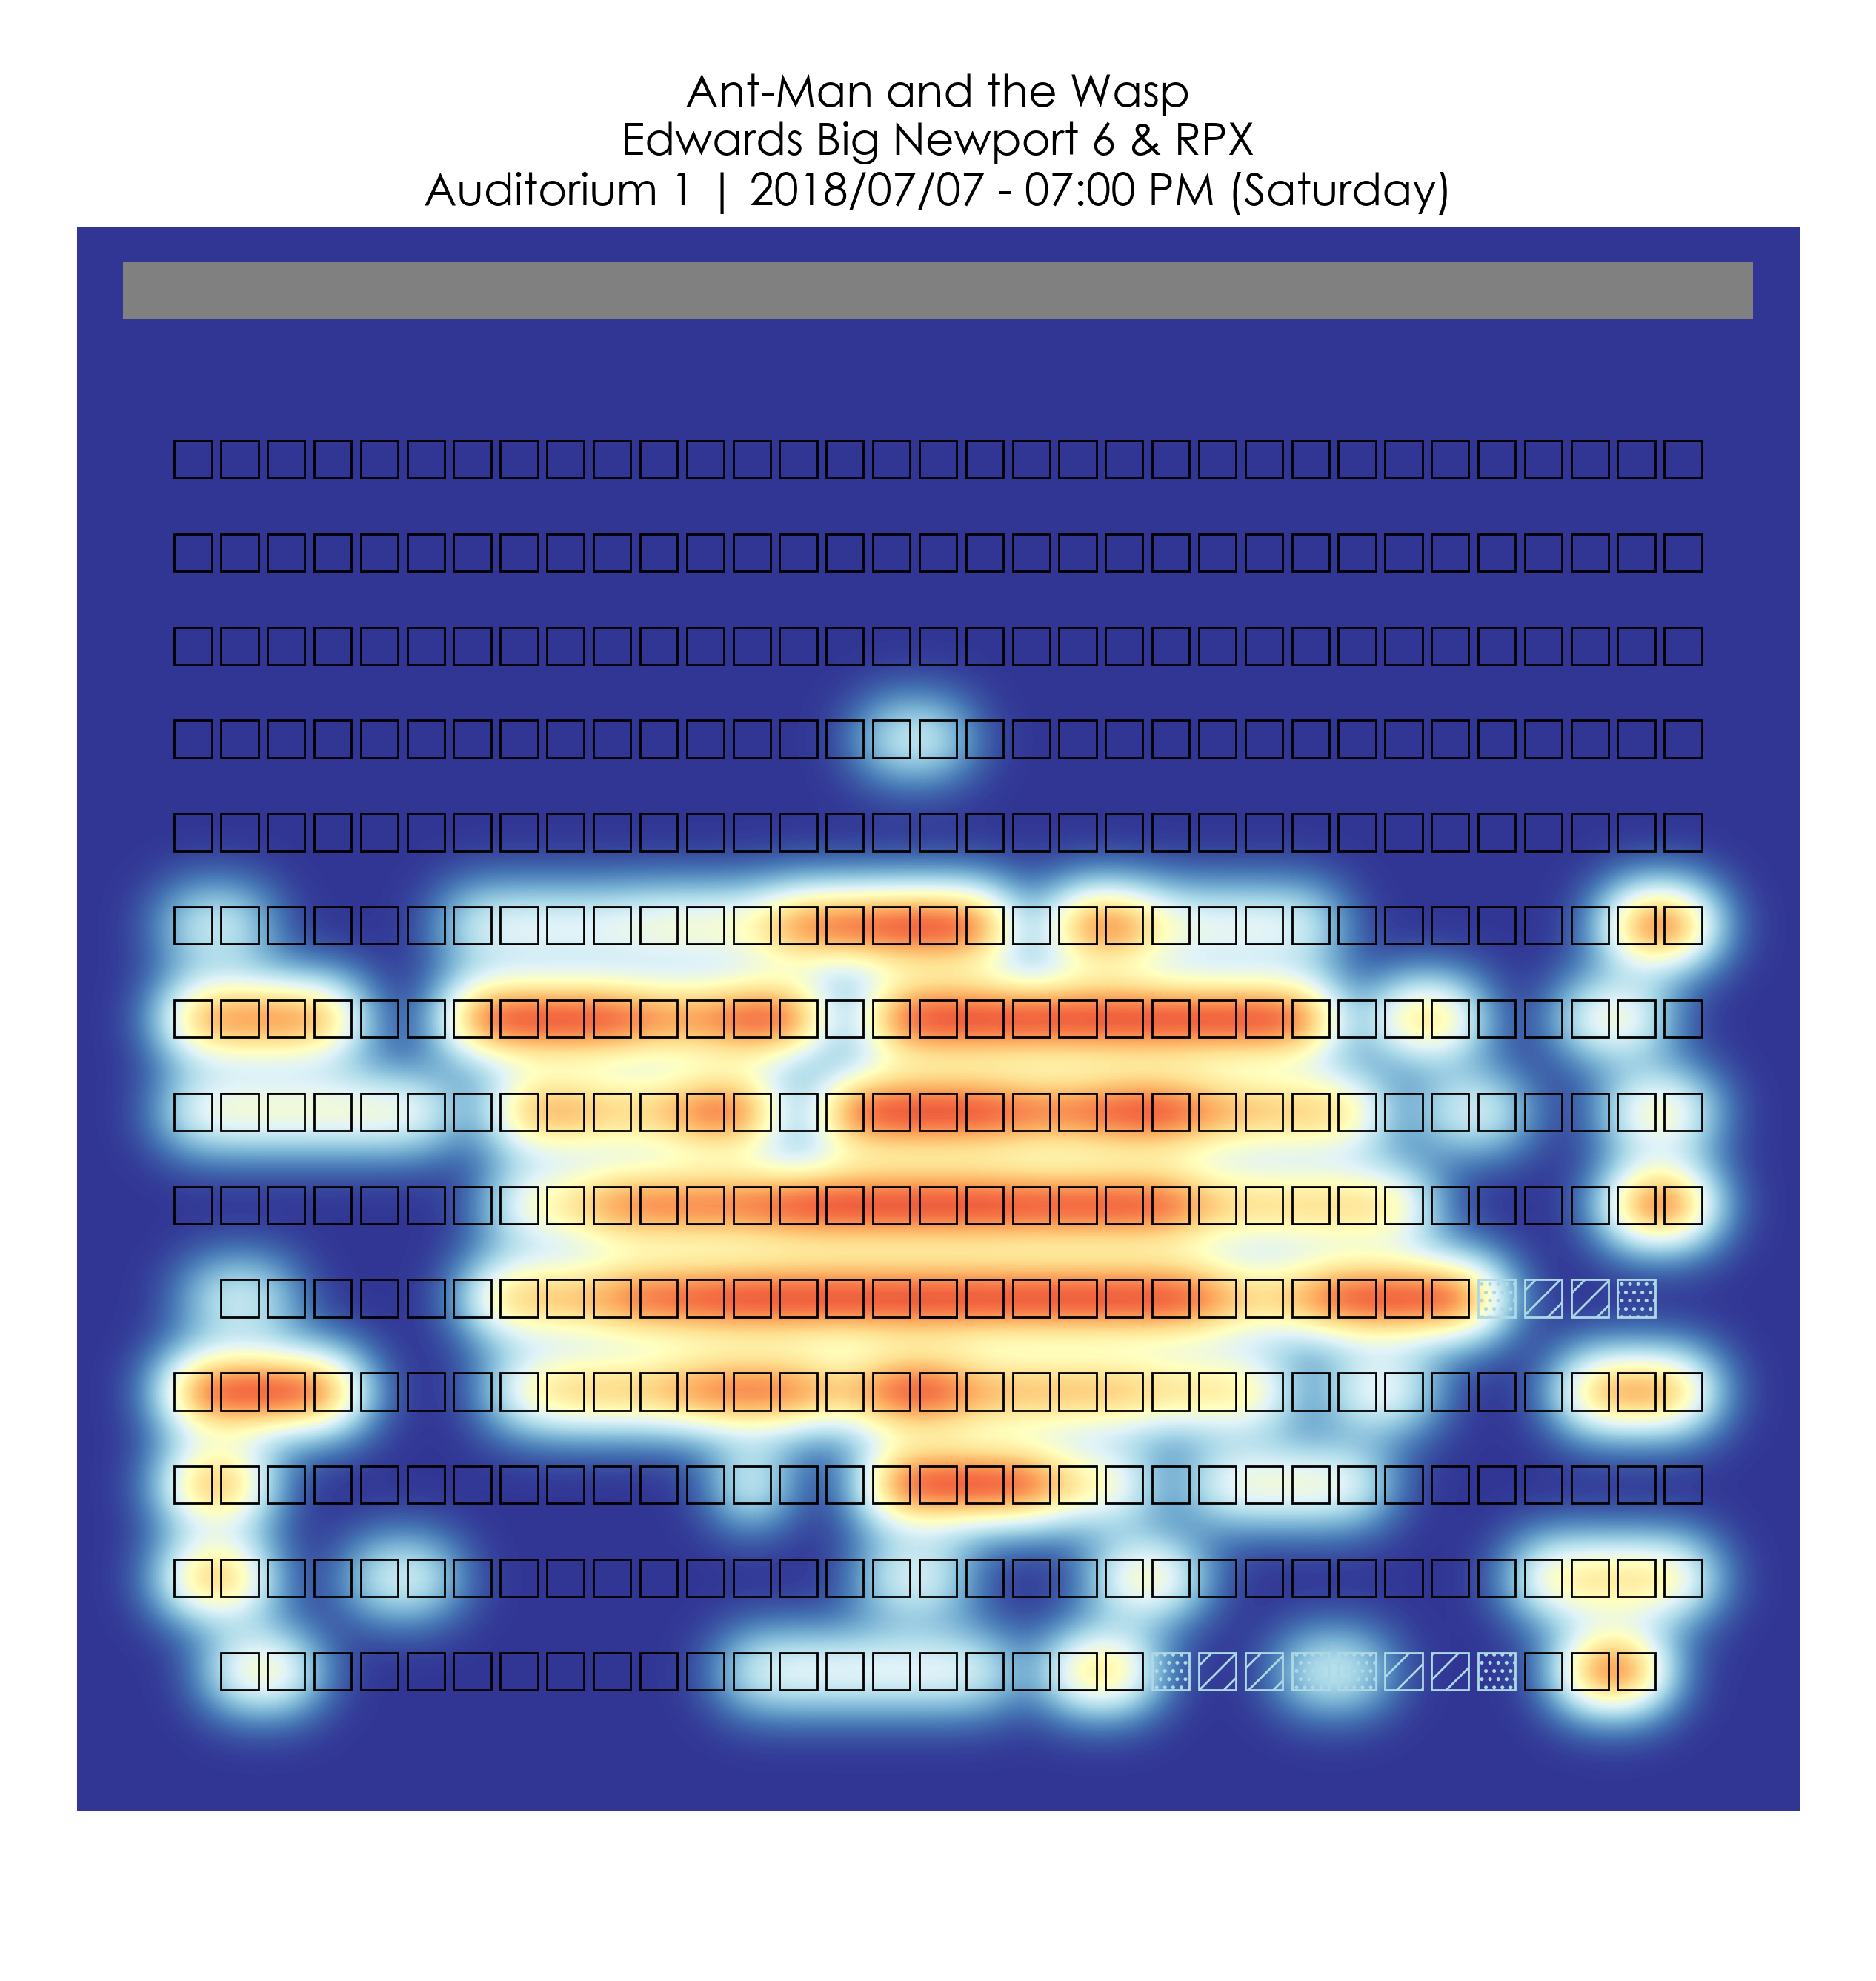 Ant-Man and the Wasp
Edwards Big Newport 6 & RPX
Auditorium 1 | 2018/07/07 - 07:00 PM (Saturday)